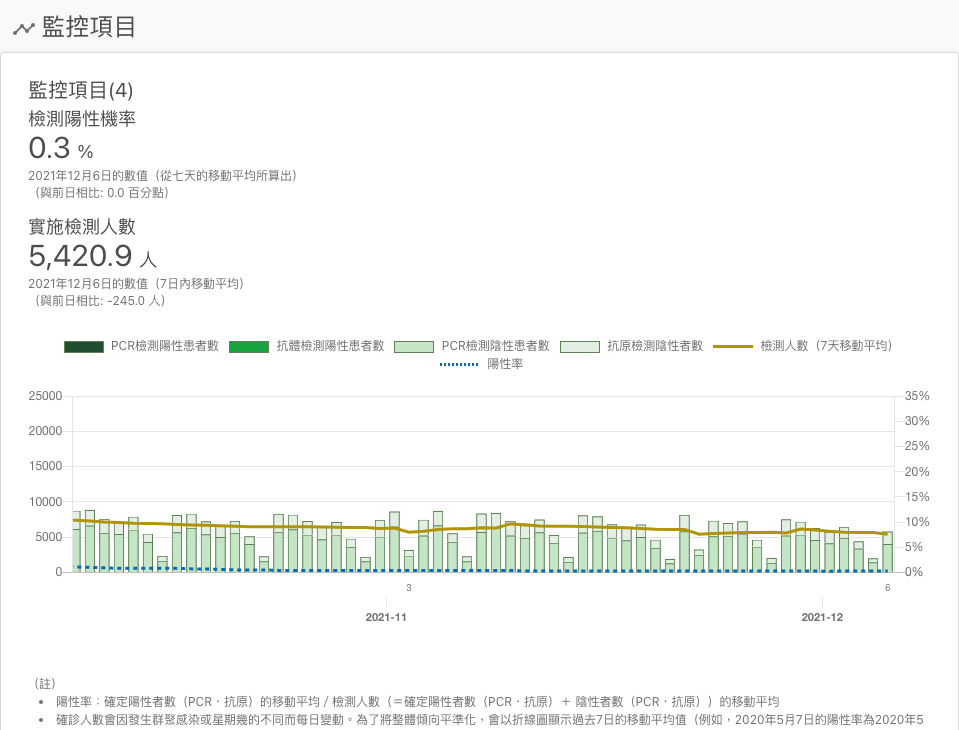 監控項目
監控項目(4)
檢測陽性機率
0.3 %
2021年12月6日的數值（從七天的移動平均所算出）
（與前日相比: 0.0 百分點）
實施檢測人數
5,420.9 人
2021年12月6日的數值（7日內移動平均）
（與前日相比: -245.0 人）
PCR檢測陽性患者數 抗體檢測陽性患者數 PCR檢測陰性患者數 抗原檢測陰性者數 檢測人數（7天移動平均）
陽性率
25000 35%
30%
20000
25%
15000
20%
15%
10000
10%
5000
5%
0 0%
3 6
2021-11 2021-12
（註）
• 陽性率：確定陽性者數（PCR・抗原）的移動平均 / 檢測人數（＝確定陽性者數（PCR・抗原）＋ 陰性者數（PCR・抗原））的移動平均
• 確診人數會因發生群聚感染或星期幾的不同而每日變動。為了將整體傾向平準化，會以折線圖顯示過去7日的移動平均值（例如，2020年5月7日的陽性率為2020年5